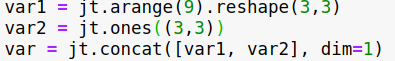 var1 = jt.arange(9).reshape(3,3)
var2 = jt.ones((3,3))
var = jt.concat([var1, var2], dim=1)